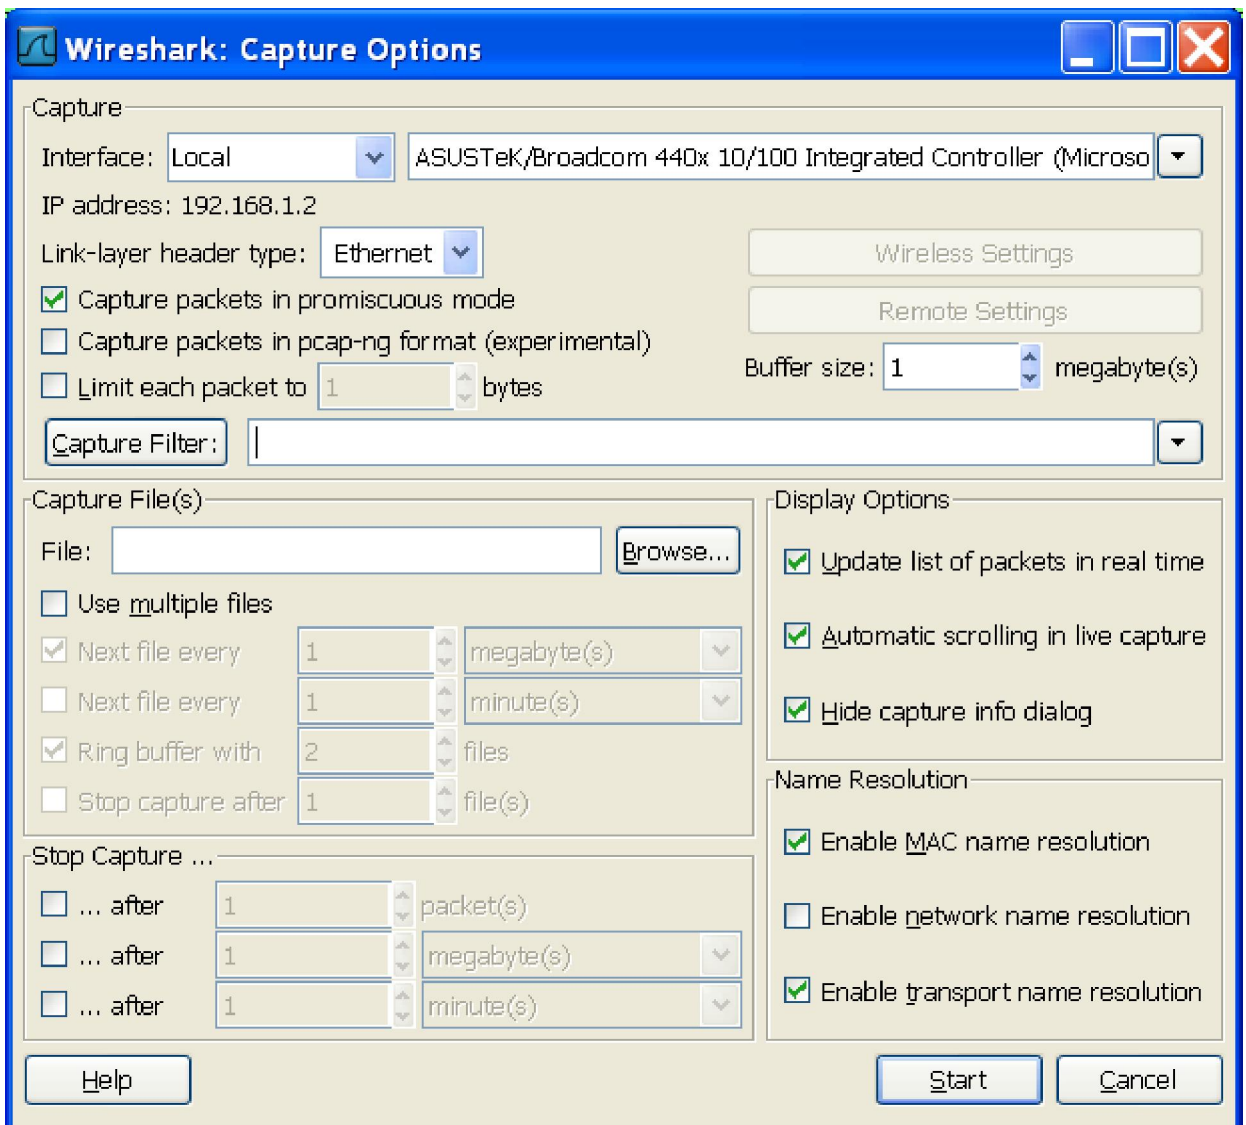 Wireshark: Capture Options
Capture
Interface: Local ASUSTeK/Broadcom 440x 10/100 Integrated Controller (Microso
IP address: 192.168.1.2
Link-layer header type: Ethernet
Wireless Settings
Capture packets in promiscuous mode
Remote Settings
Capture packets in pcap-ng format (experimental)
Buffer size: 1 megabyte(s)
Limit each packet to 1 bytes
Capture Filter:
Capture File(s)
File: Browse...
Use multiple files
Next file every 1 megabyte(s)
Next file every 1 minute(s)
Ring buffer with 2 files
Stop capture after 1 file(s)
Stop Capture ...
... after 1 packet(s)
... after 1 megabyte(s)
... after 1 minute(s)
Display Options
Update list of packets in real time
Automatic scrolling in live capture
Hide capture info dialog
Name Resolution
Enable MAC name resolution
Enable network name resolution
Enable transport name resolution
Help Start Cancel